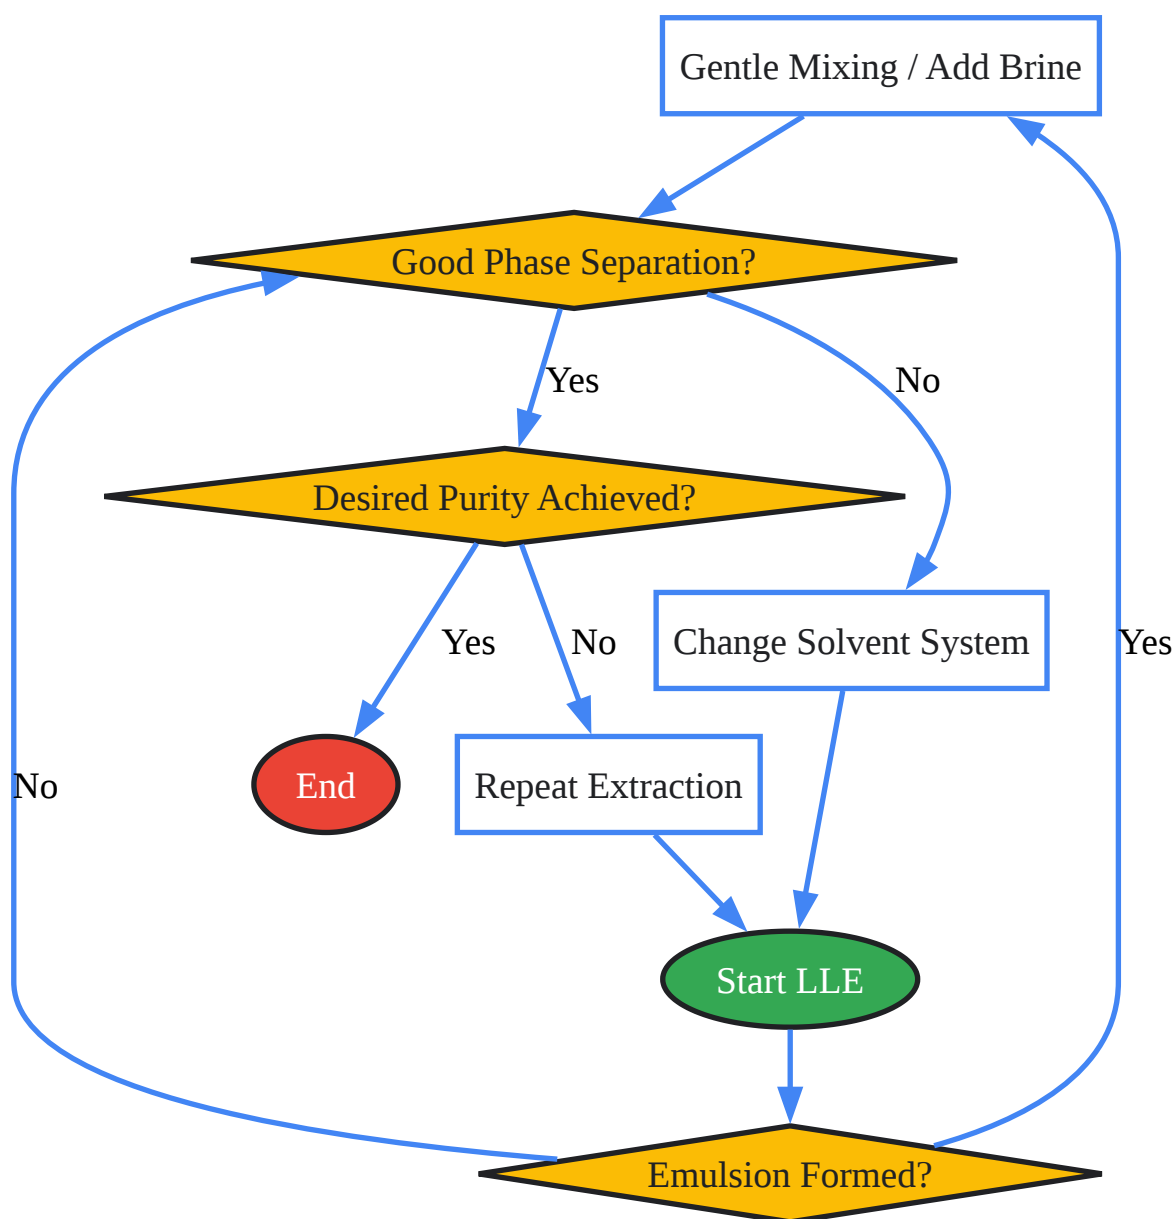 Gentle Mixing / Add Brine
Good Phase Separation?
Yes
No
Desired Purity Achieved?
Yes
No
Change Solvent System
Yes
End
Repeat Extraction
No
Start LLE
Emulsion Formed?